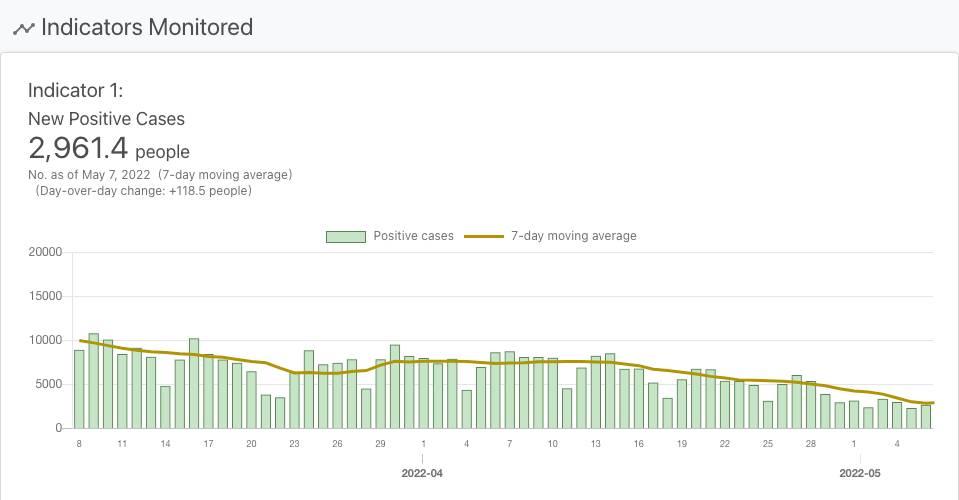 Indicators Monitored
Indicator 1:
New Positive Cases
2,961.4 people
No. as of May 7, 2022 (7-day moving average)
(Day-over-day change: +118.5 people)
Positive cases 7-day moving average
20000
15000
10000
5000
0
8 11 14 17 20 23 26 29 1 4 7 10 13 16 19 22 25 28 1 4
2022-04 2022-05